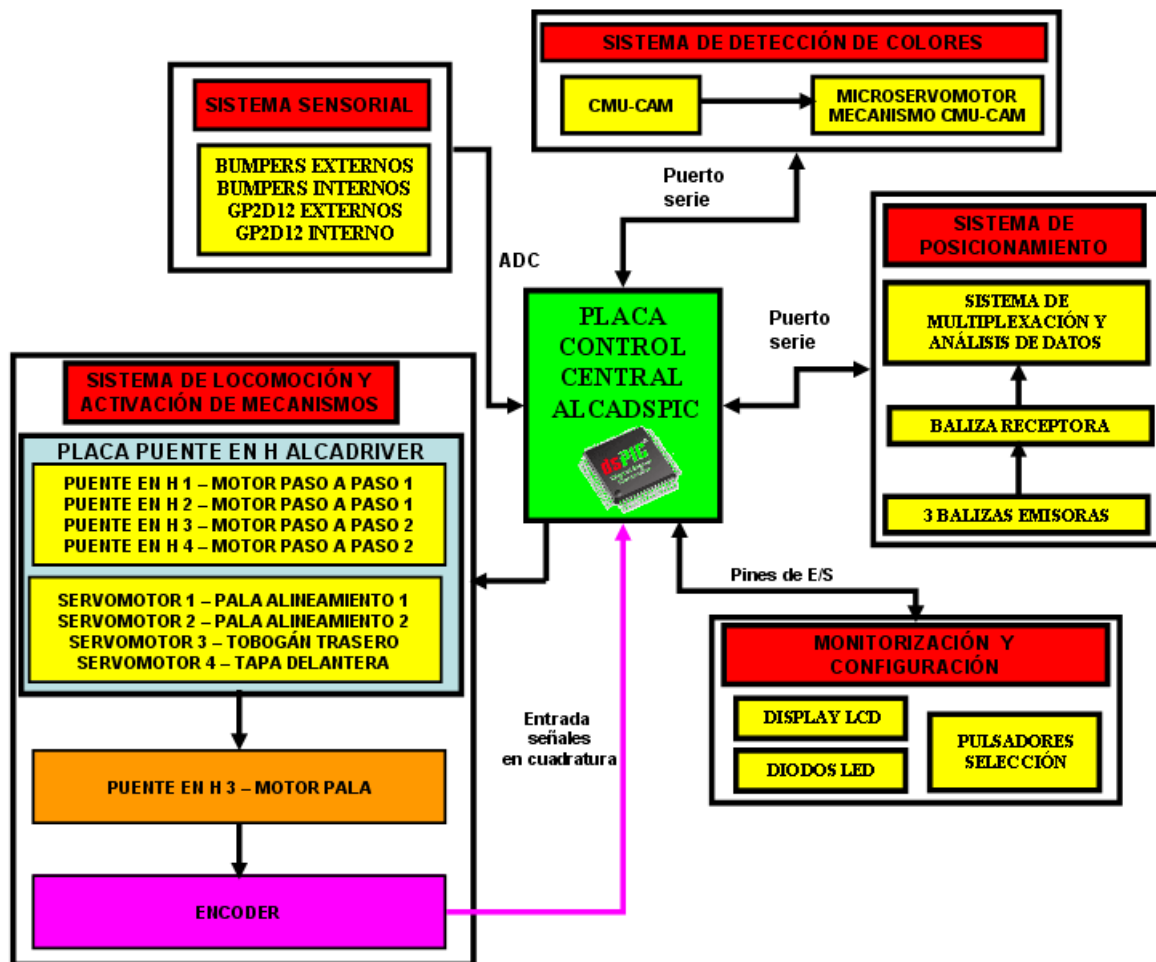 SISTEMA DE DETECCIÓN DE COLORES
CMU-CAM
MICROSERVOMOTOR
MECANISMO CMU-CAM
SISTEMA SENSORIAL
BUMPERS EXTERNOS
BUMPERS INTERNOS
GP2D12 EXTERNOS
GP2D12 INTERNO
Puerto
serie
ADC
SISTEMA DE
POSICIONAMIENTO
SISTEMA DE
MULTIPLEXACIÓN Y
ANÁLISIS DE DATOS
BALIZA RECEPTORA
3 BALIZAS EMISORAS
Puerto
serie
PLACA
CONTROL
CENTRAL
ALCADSPIC
dsPIC
SISTEMA DE LOCOMOCIÓN Y
ACTIVACIÓN DE MECANISMOS
PLACA PUENTE EN H ALCADRIVER
PUENTE EN H 1 – MOTOR PASO A PASO 1
PUENTE EN H 2 – MOTOR PASO A PASO 1
PUENTE EN H 3 – MOTOR PASO A PASO 2
PUENTE EN H 4 – MOTOR PASO A PASO 2
SERVOMOTOR 1 – PALA ALINEAMIENTO 1
SERVOMOTOR 2 – PALA ALINEAMIENTO 2
SERVOMOTOR 3 – TOBOGÁN TRASERO
SERVOMOTOR 4 – TAPA DELANTERA
PUENTE EN H 3 – MOTOR PALA
ENCODER
Entrada
señales
en cuadratura
Pines de E/S
MONITORIZACIÓN Y
CONFIGURACIÓN
DISPLAY LCD
DIODOS LED
PULSADORES
SELECCIÓN